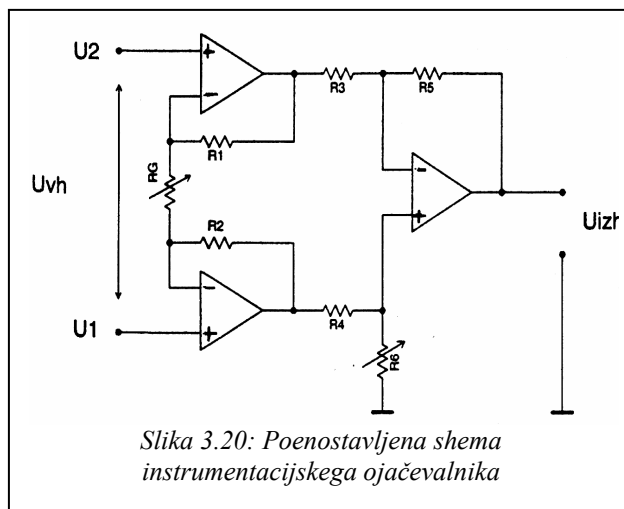 U2
R3
R5
R1
RG
Uvh
R2
Uizh
U1
R4
R6
Slika 3.20: Poenostavljena shema
instrumentacijskega ojačevalnika